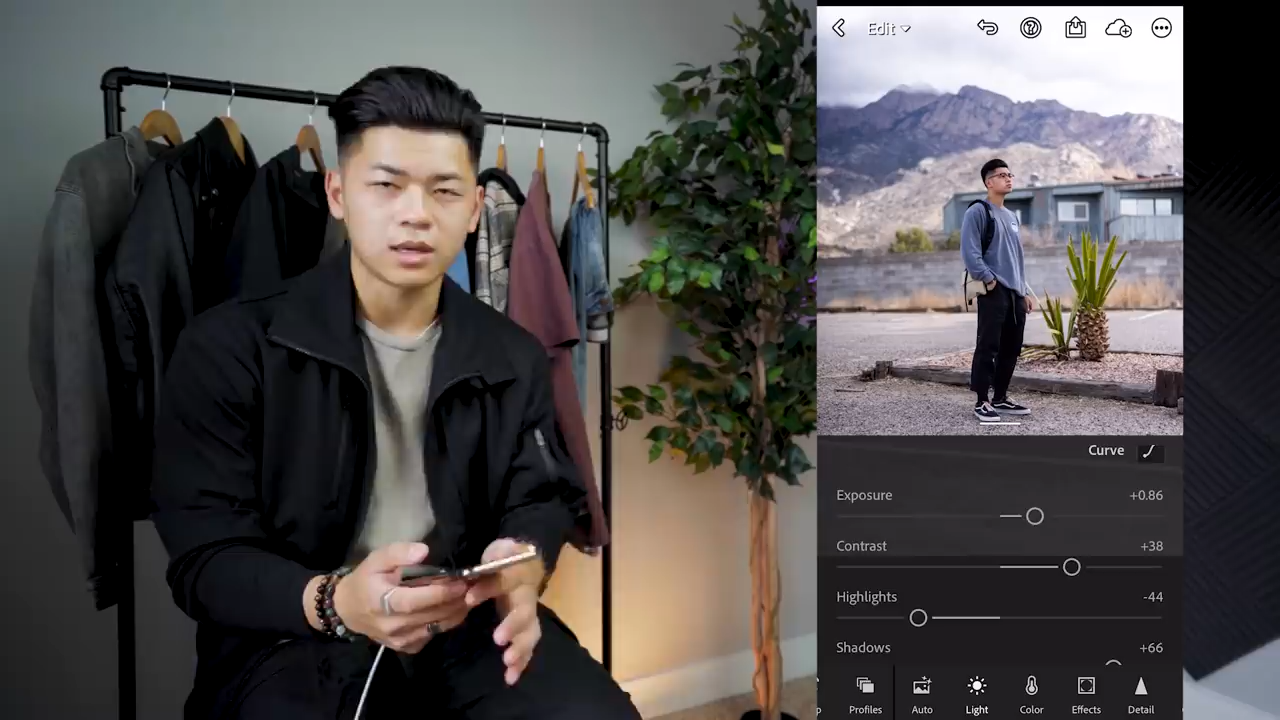 Edit
Curve
Exposure +0.86
Contrast +38
Highlights -44
Shadows +66
Profiles Auto Light Color Effects Detail